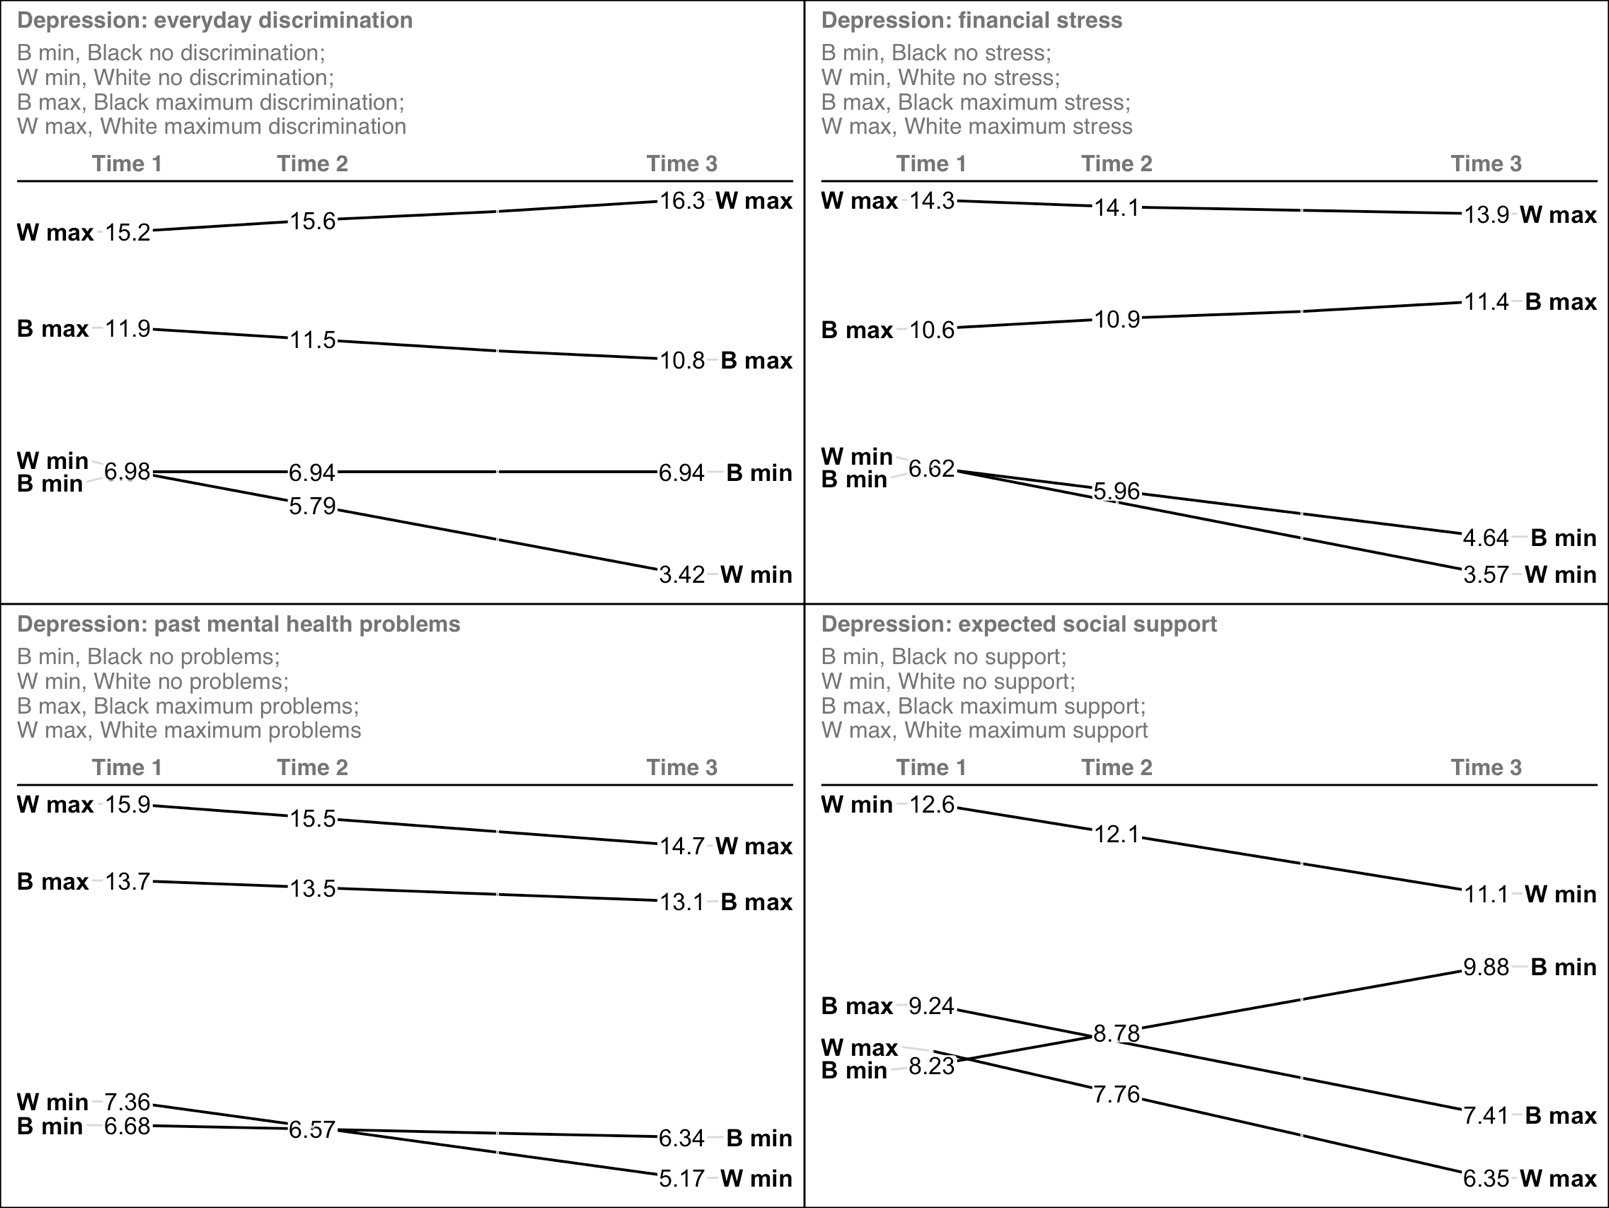 Depression: everyday discrimination
B min, Black no discrimination;
W min, White no discrimination;
B max, Black maximum discrimination;
W max, White maximum discrimination
Time 1 Time 2 Time 3
16.3 W max
W max 15.2 15.6
B max 11.9 11.5
10.8 B max
W min
6.98 6.94 6.94 B min
B min
5.79
3.42 W min
Depression: financial stress
B min, Black no stress;
W min, White no stress;
B max, Black maximum stress;
W max, White maximum stress
Time 1 Time 2 Time 3
W max 14.3 14.1 13.9 W max
11.4 B max
B max 10.6 10.9
W min
6.62
B min
5.96
4.64 B min
3.57 W min
Depression: past mental health problems
B min, Black no problems;
W min, White no problems;
B max, Black maximum problems;
W max, White maximum problems
Time 1 Time 2 Time 3
W max 15.9 15.5
14.7 W max
B max 13.7 13.5 13.1 B max
W min 7.36
B min 6.68 6.57 6.34 B min
5.17 W min
Depression: expected social support
B min, Black no support;
W min, White no support;
B max, Black maximum support;
W max, White maximum support
Time 1 Time 2 Time 3
W min 12.6 12.1
11.1 W min
9.88 B min
B max 9.24
8.78
W max
B min 8.23
7.76
7.41 B max
6.35 W max